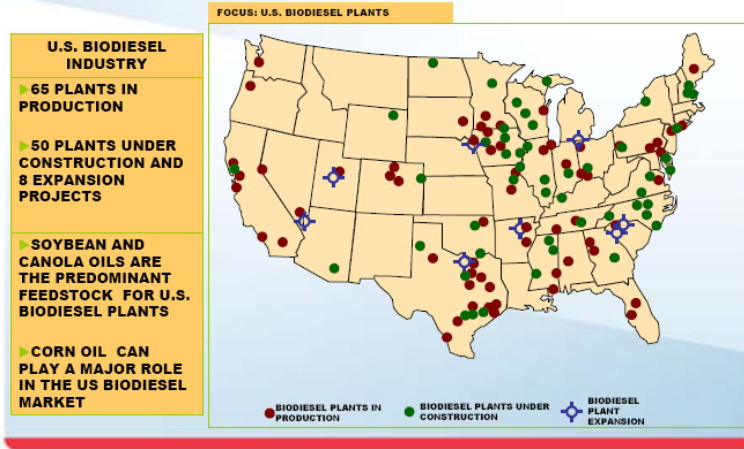 FOCUS: U.S. BIODIESEL PLANTS
U.S. BIODIESEL
INDUSTRY
65 PLANTS IN
PRODUCTION
50 PLANTS UNDER
CONSTRUCTION AND
8 EXPANSION
PROJECTS
SOYBEAN AND
CANOLA OILS ARE
THE PREDOMINANT
FEEDSTOCK FOR U.S.
BIODIESEL PLANTS
CORN OIL CAN
PLAY A MAJOR ROLE
IN THE US BIODIESEL
MARKET
BIODIESEL PLANTS IN
PRODUCTION
BIODIESEL PLANTS UNDER
CONSTRUCTION
BIODIESEL
PLANT
EXPANSION